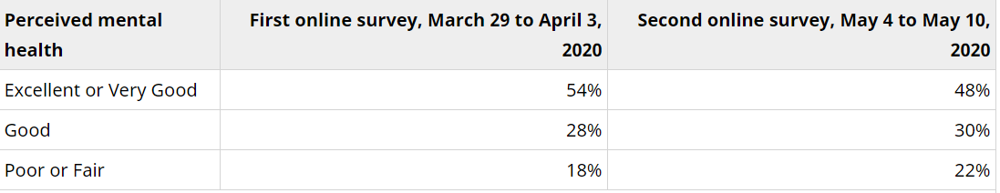 Perceived mental health First online survey, March 29 to April 3, 2020 Second online survey, May 4 to May 10, 2020
Excellent or Very Good 54% 48%
Good 28% 30%
Poor or Fair 18% 22%